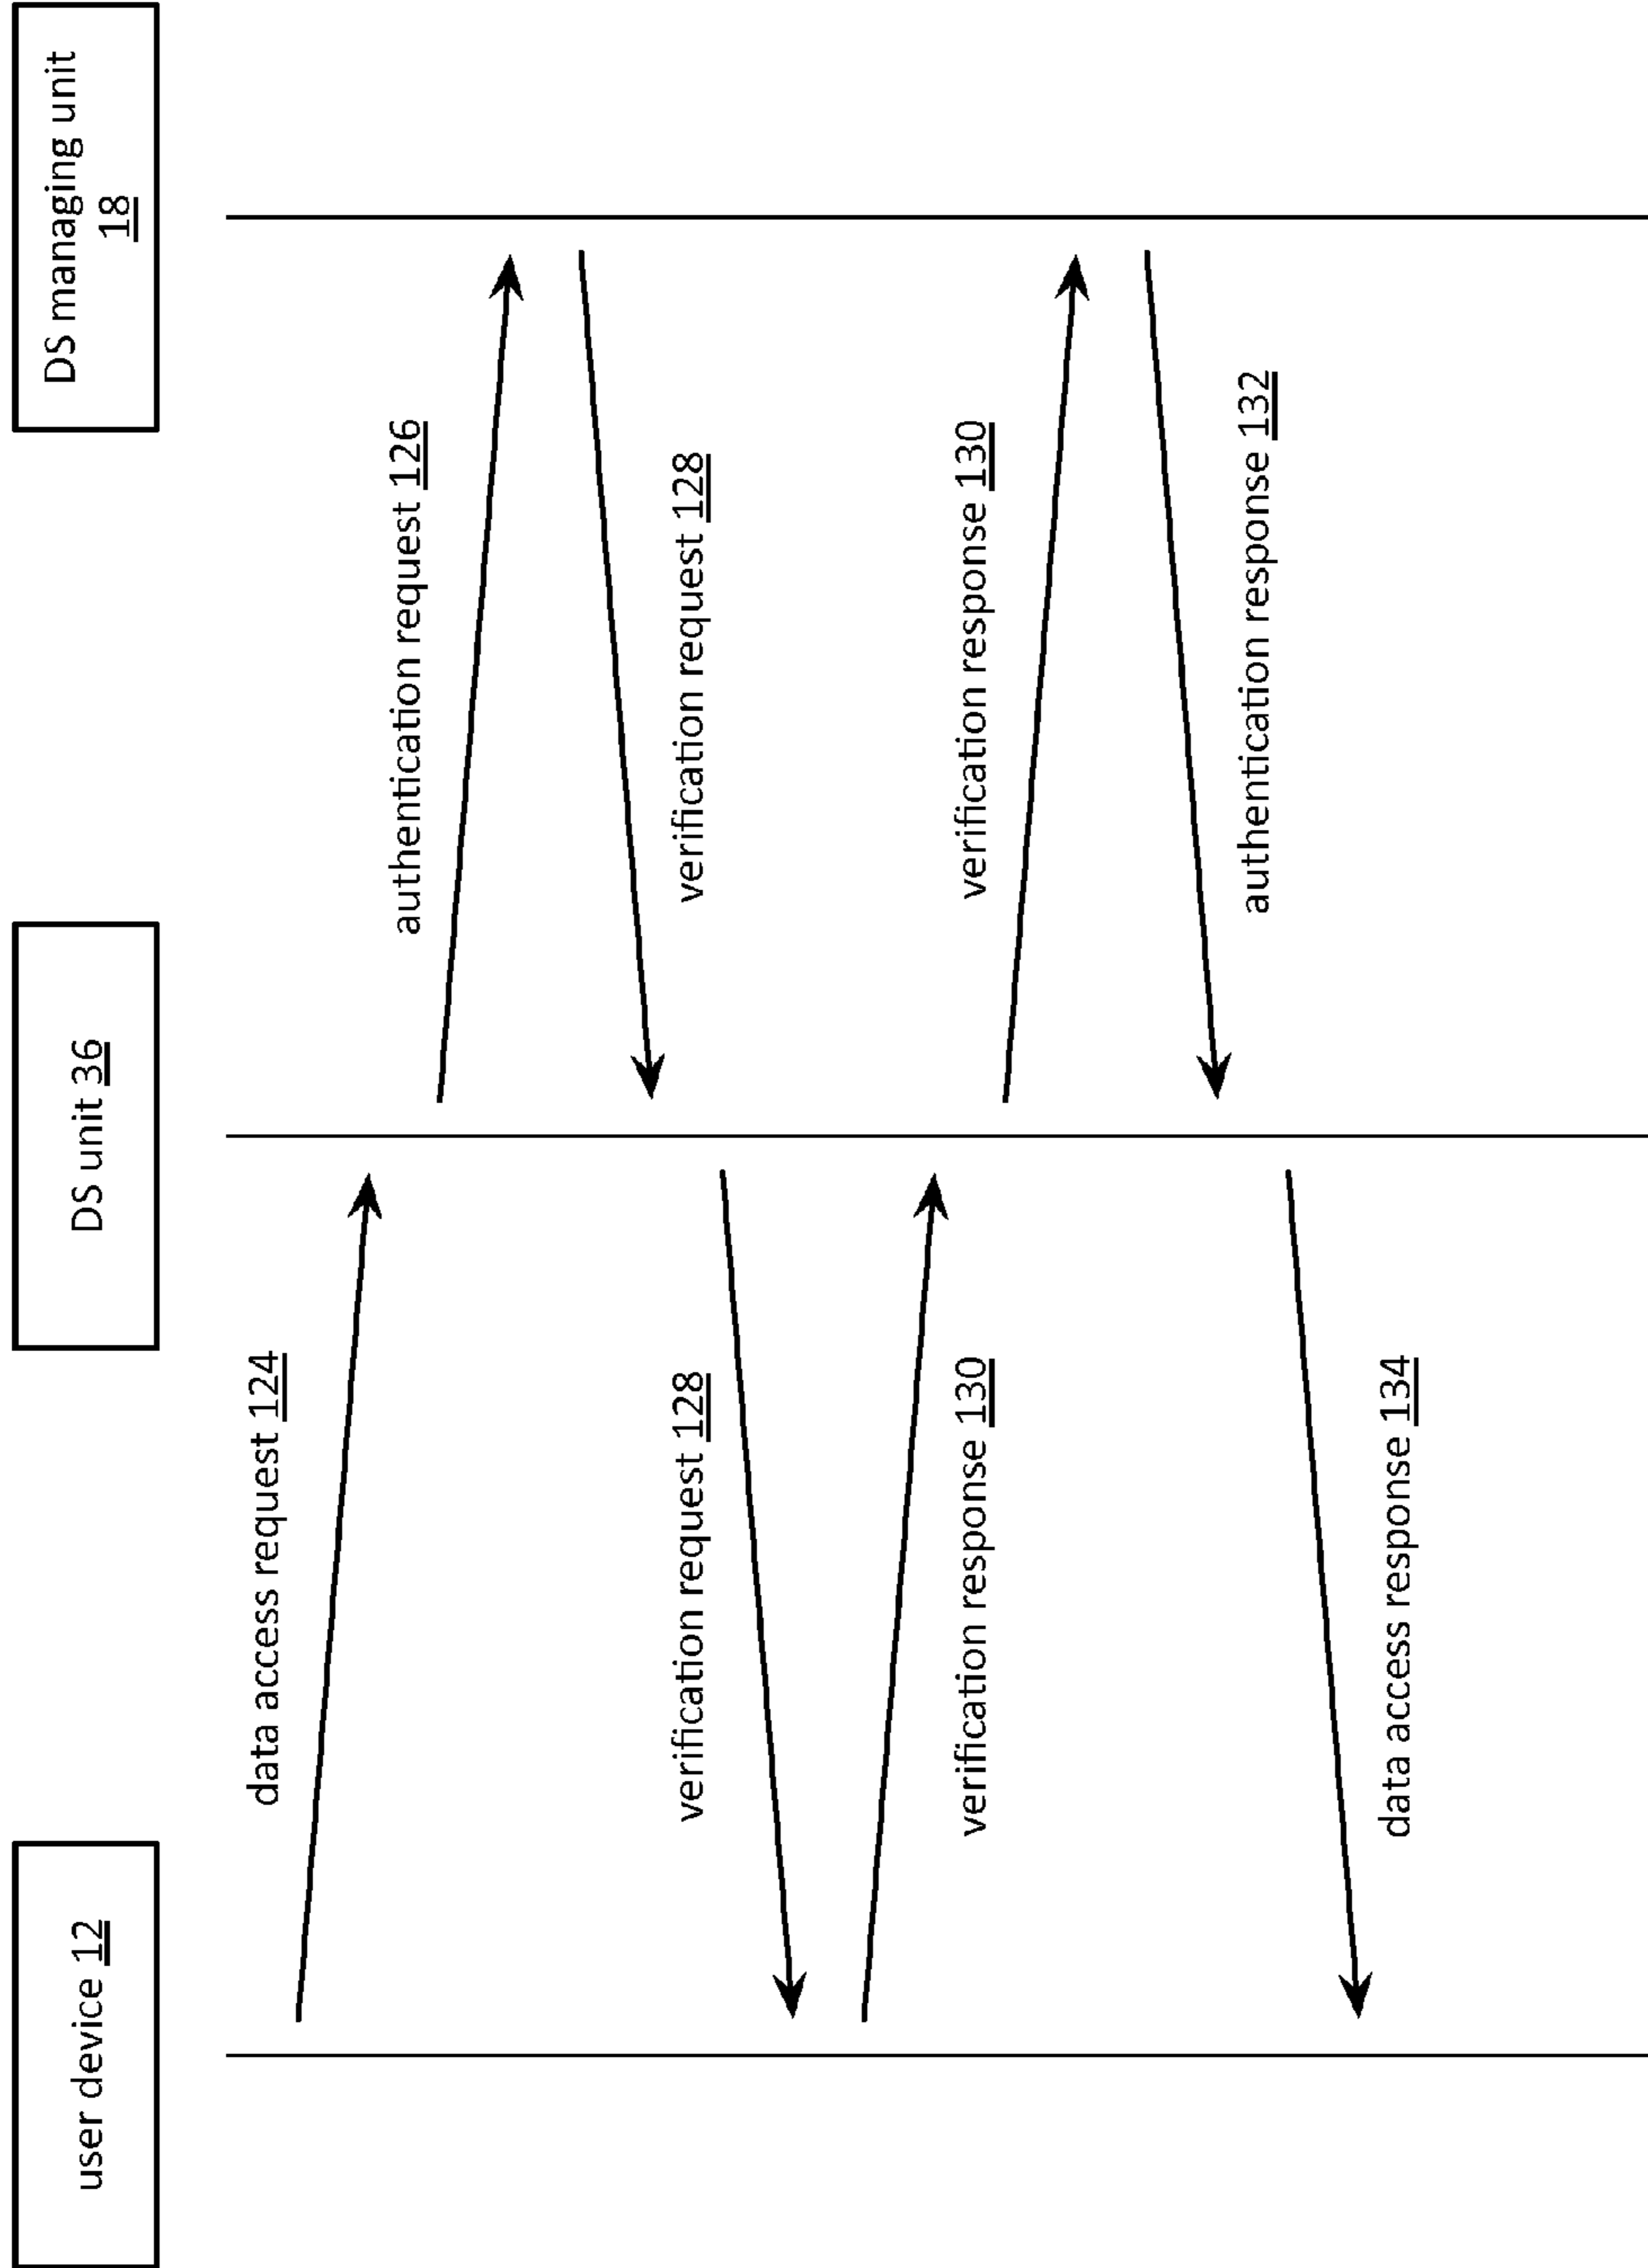 user device 12
DS unit 36
DS managing unit
18
data access request 124
authentication request 126
verification request 128
verification request 128
verification response 130
verification response 130
authentication response 132
data access response 134